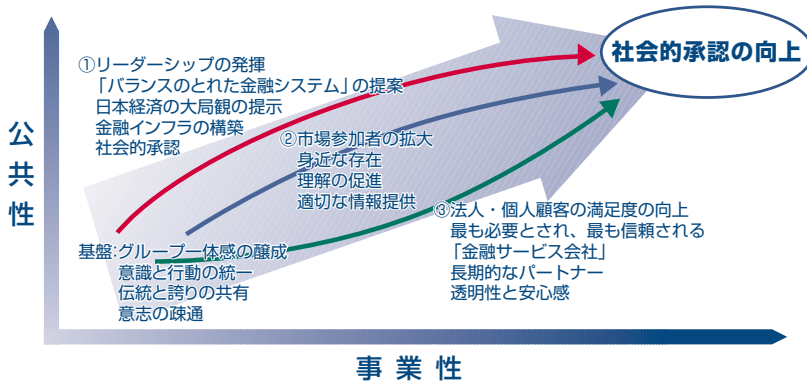 社会的承認の向上
①リーダーシップの発揮
「バランスのとれた金融システム」の提案
日本経済の大局観の提示
金融インフラの構築
社会的承認
②市場参加者の拡大
身近な存在
理解の促進
適切な情報提供
③法人・個人顧客の満足度の向上
最も必要とされ、最も信頼される
「金融サービス会社」
長期的なパートナー
透明性と安心感
基盤:グループ一体感の醸成
意識と行動の統一
伝統と誇りの共有
意志の疎通
公共性
事業性